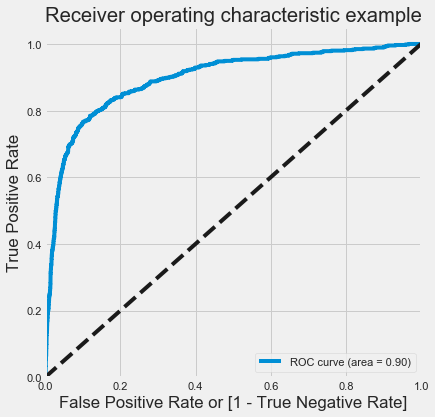 Receiver operating characteristic example
1.0
0.8
0.6
0.4
0.2
0.0
True Positive Rate
ROC curve (area = 0.90)
0.0 0.2 0.4 0.6 0.8 1.0
False Positive Rate or [1 - True Negative Rate]